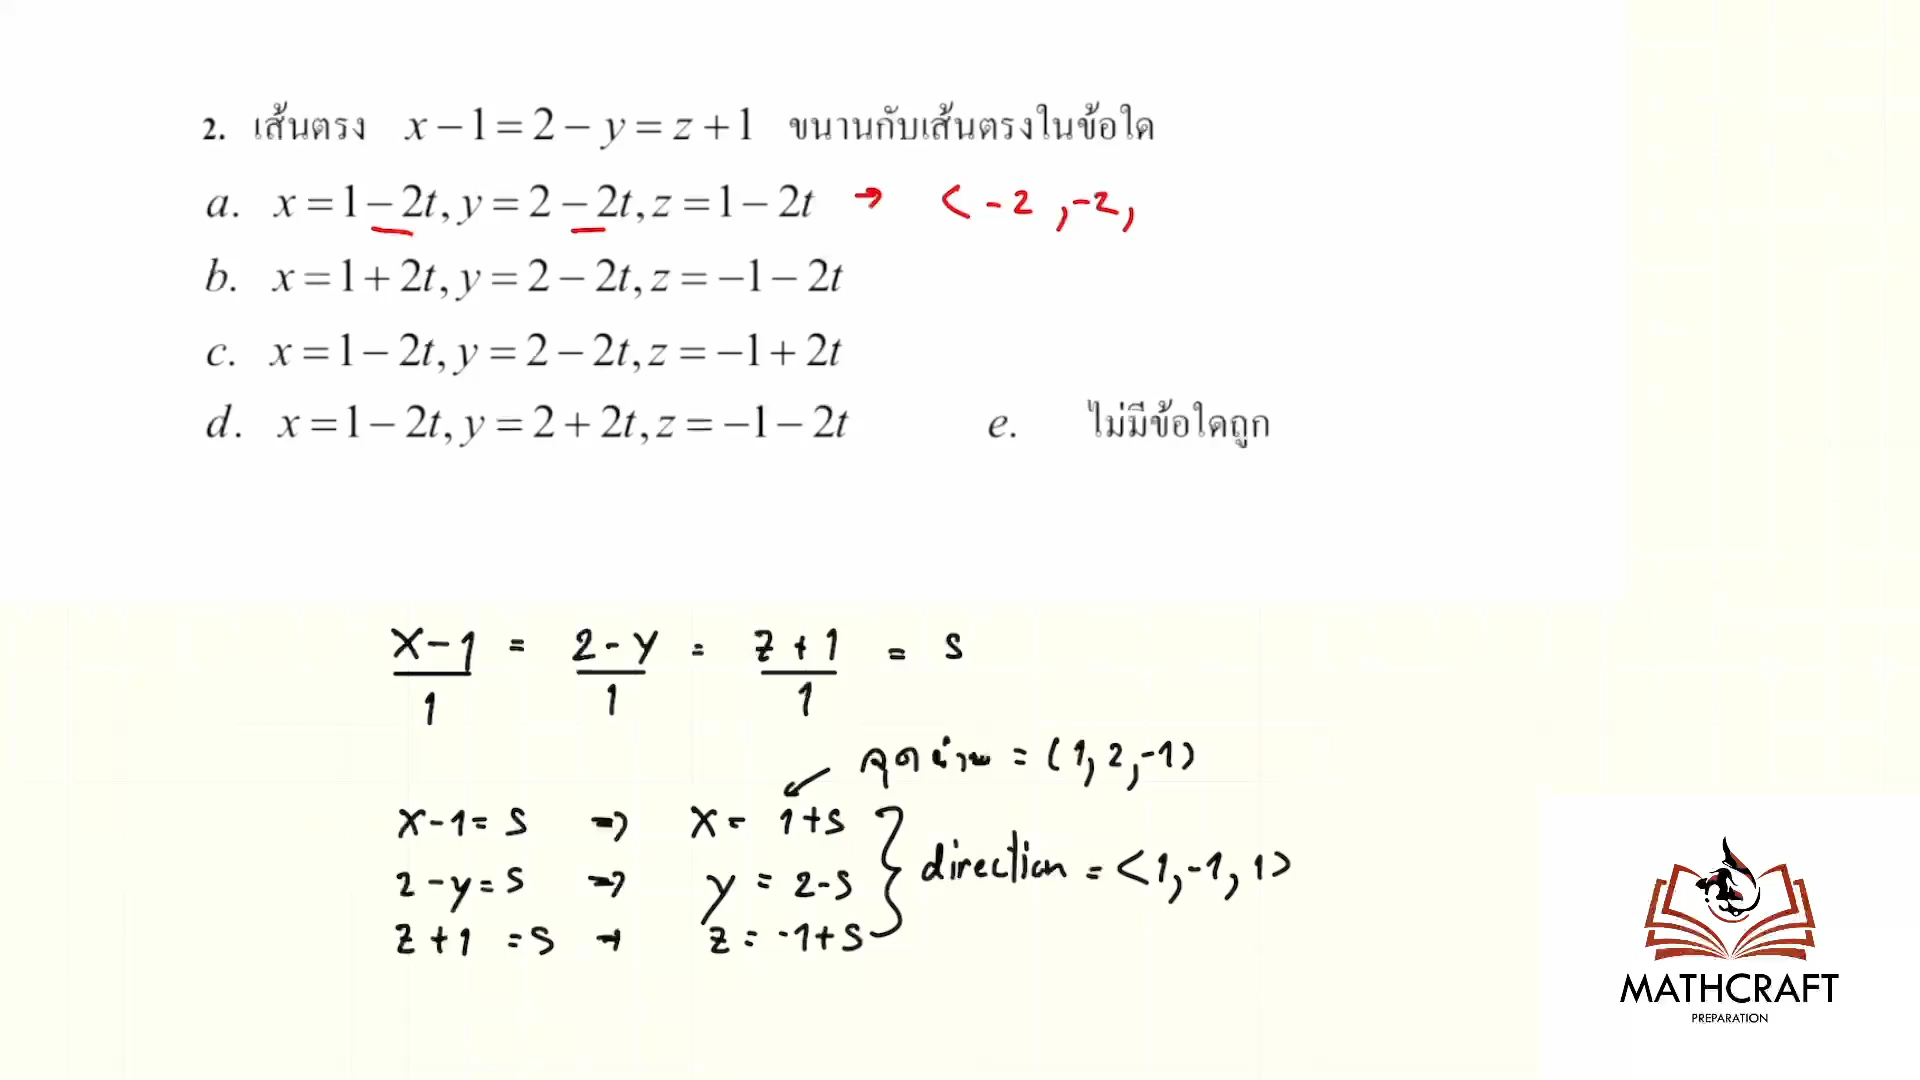 2. เส้นตรง x−1=2−y=z+1 ขนานกับเส้นตรงในข้อใด
a. x=1−2t, y=2−2t, z=1−2t → <-2, -2,
b. x=1+2t, y=2−2t, z=−1−2t
c. x=1−2t, y=2−2t, z=−1+2t
d. x=1−2t, y=2+2t, z=−1−2t e. ไม่มีข้อใดถูก
x-1/1 = 2-y/1 = z+1/1 = s
จุดผ่าน = (1, 2, -1)
x-1 = s ⇒ x = 1+s
2-y = s ⇒ y = 2-s } direction = <1, -1, 1>
z+1 = s → z = -1+s
MATHCRAFT
PREPARATION